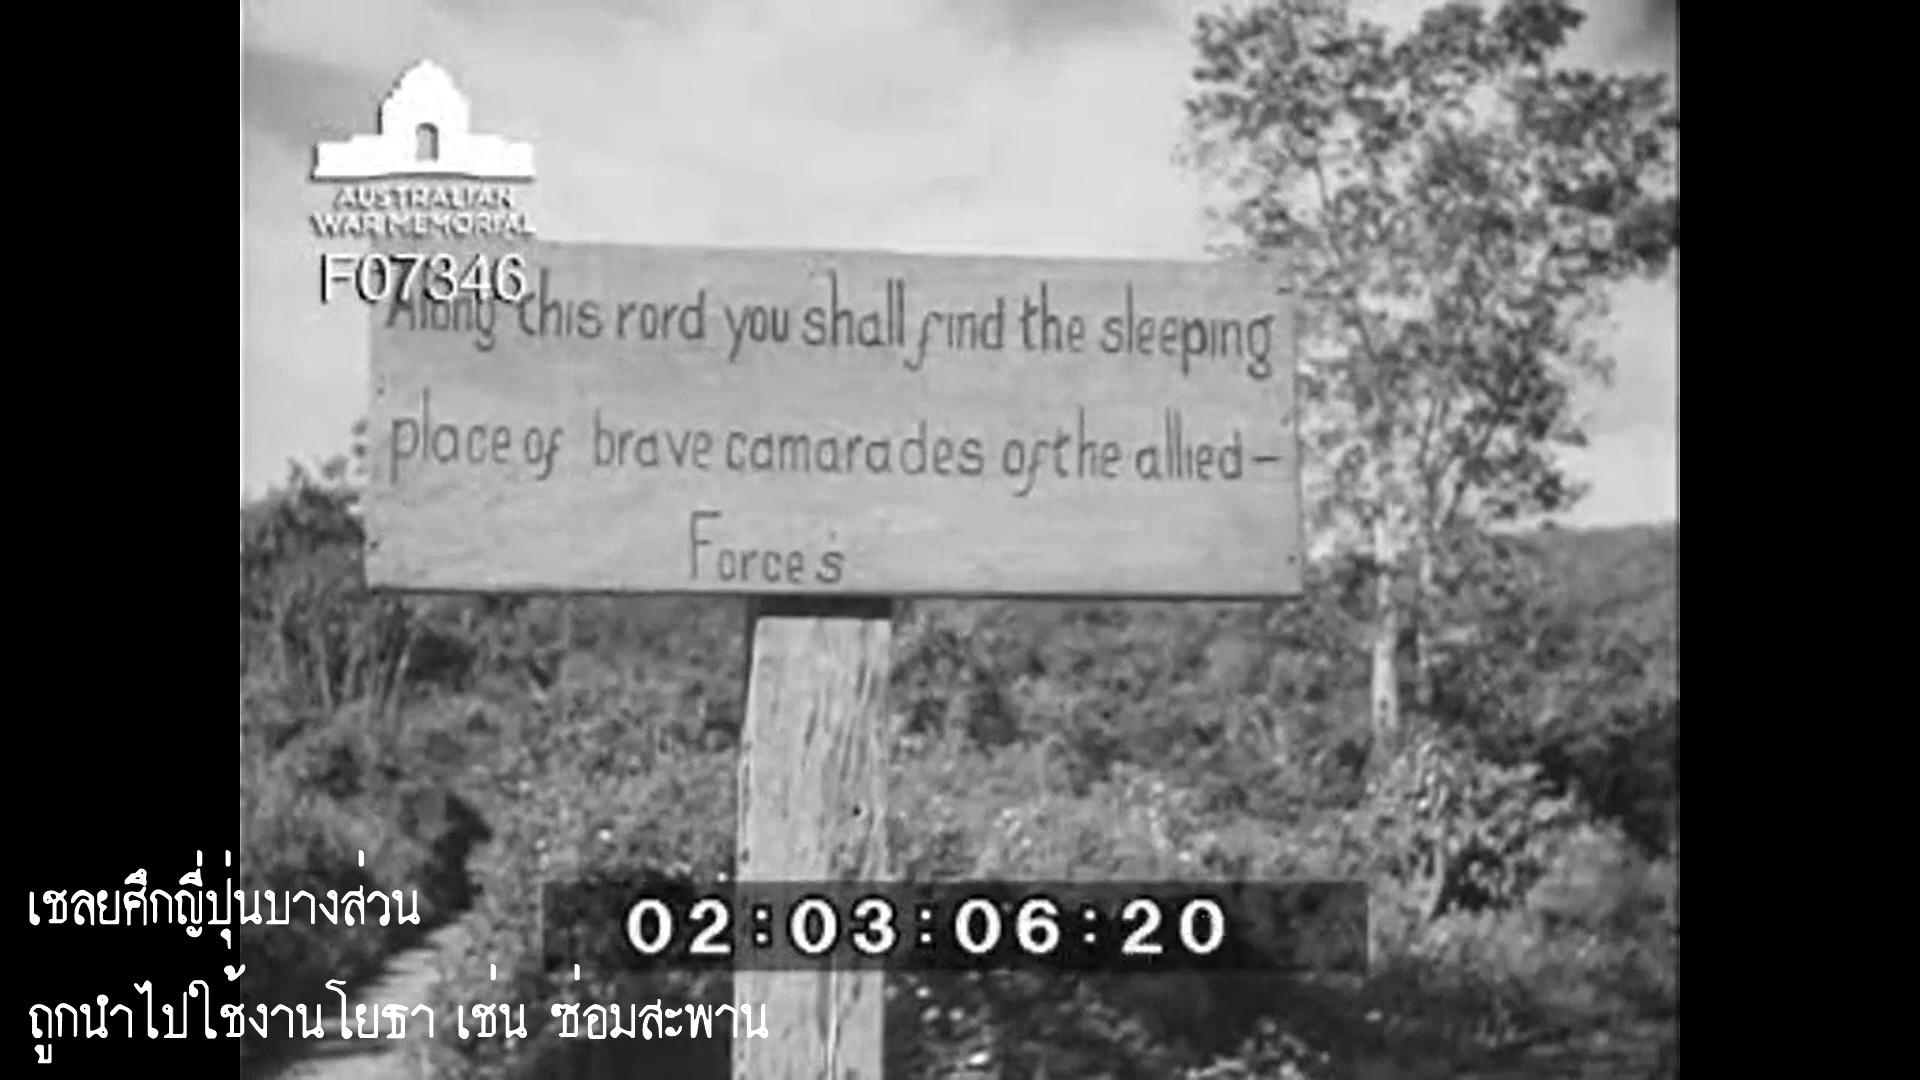 AUSTRALIAN
WAR MEMORIAL
F07346
Along this rord you shall find the sleeping
place of brave camarades of the allied-
Force's
02:03:06:20
เชลยศึกญี่ปุ่นบางส่วน
ถูกนำไปใช้งานโยธา เช่น ซ่อมสะพาน